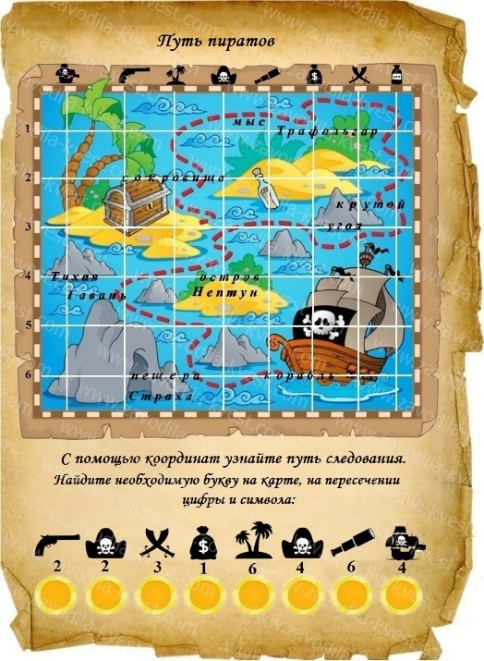 Путь пиратов
1
мыс
Трафальгар
2
сокровища
крутой
3
угол
4
Тихая
остров
Гавань
Нептун
5
6
пещера
корабль
Страха
С помощью координат узнайте путь следования.
Найдите необходимую букву на карте, на пересечении
цифры и символа:
2 2 3 1 6 4 6 4